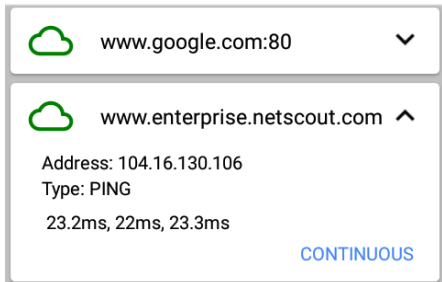 www.google.com:80
www.enterprise.netscout.com
Address: 104.16.130.106
Type: PING
23.2ms, 22ms, 23.3ms
CONTINUOUS